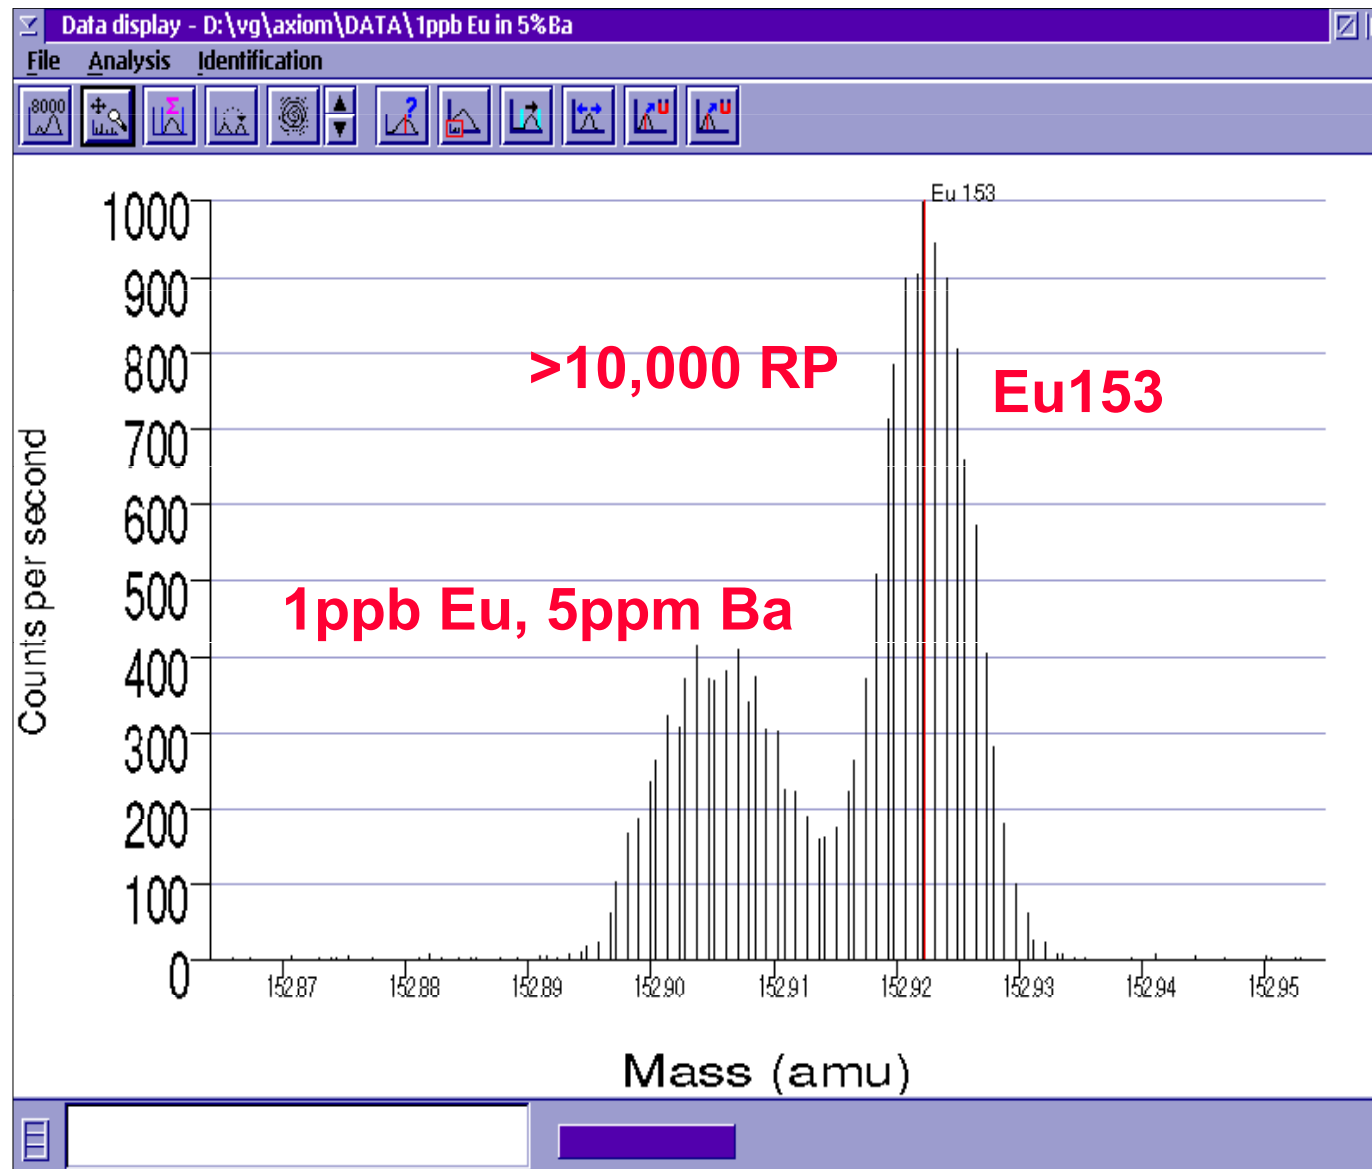 Data display - D:\vg\axiom\DATA\1ppb Eu in 5%Ba
File Analysis Identification
8000 Σ ? U U
Eu 153
1000
900
800
700
600
500
400
300
200
100
0
>10,000 RP
Eu153
1ppb Eu, 5ppm Ba
Counts per second
152.87 152.88 152.89 152.90 152.91 152.92 152.93 152.94 152.95
Mass (amu)